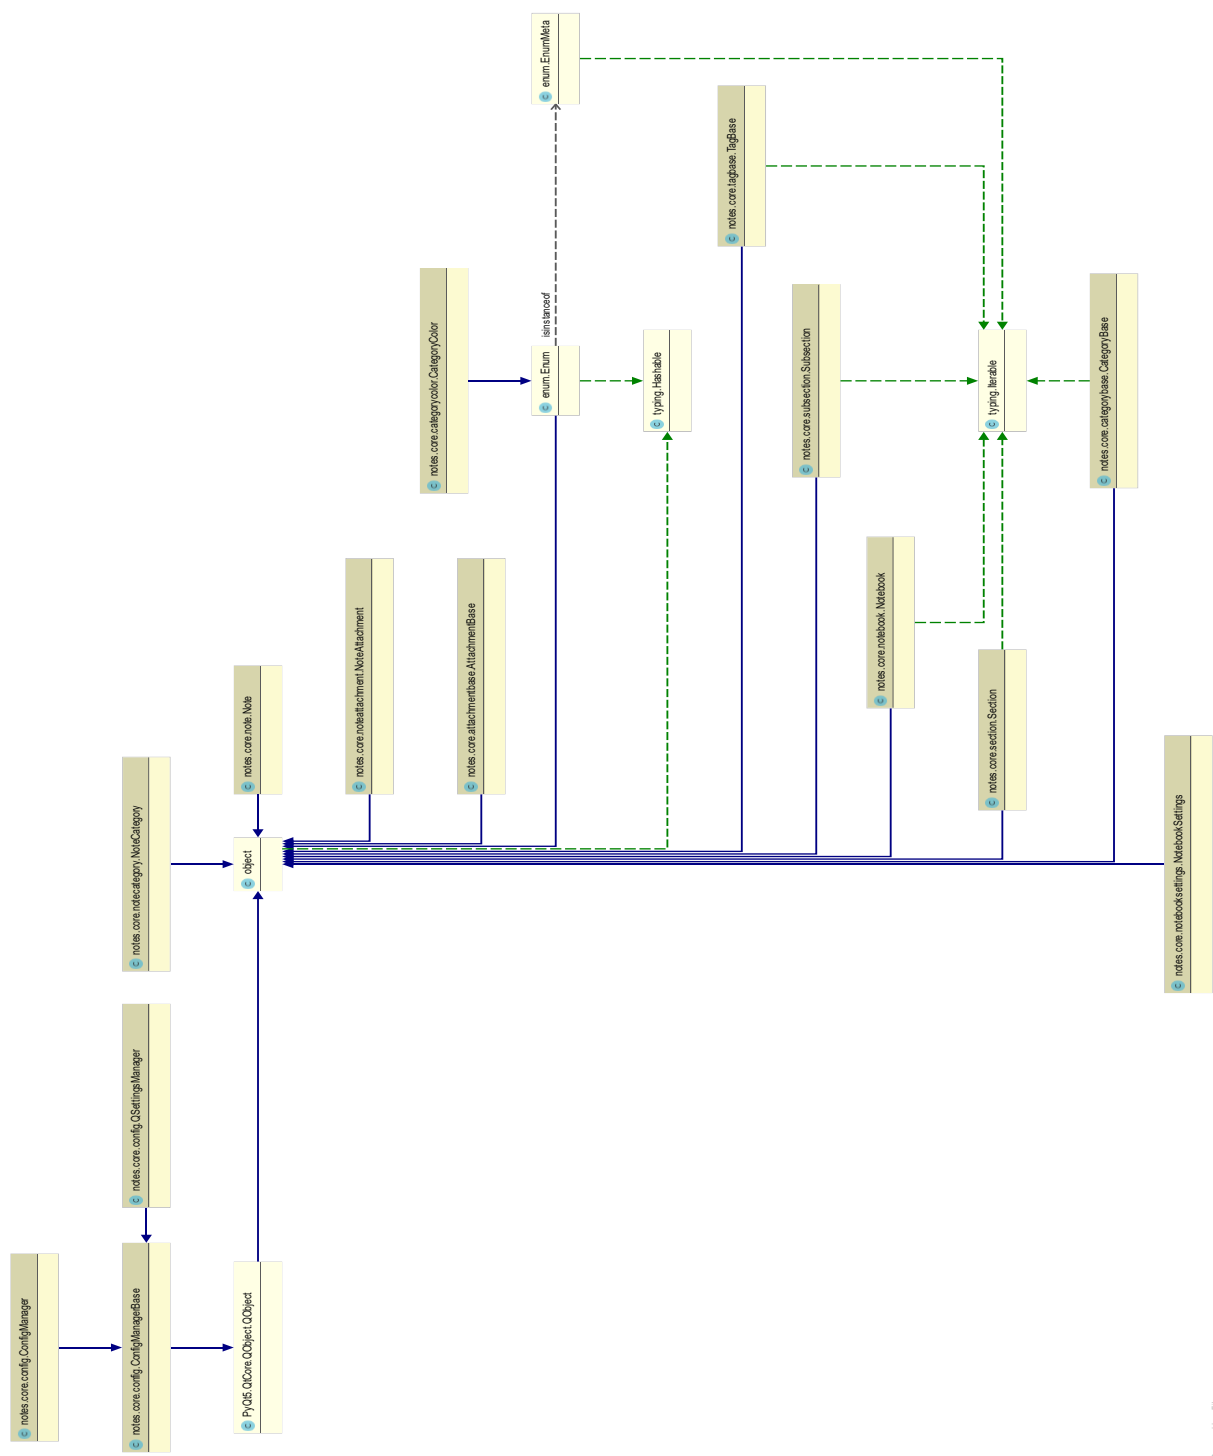 notes.core.config.ConfigManager
notes.core.config.ConfigManagerBase
notes.core.config.QSettingsManager
notes.core.notecategory.NoteCategory
PyQt5.QtCore.QObject.QObject
object
notes.core.note.Note
notes.core.noteattachment.NoteAttachment
notes.core.categorycolor.CategoryColor
notes.core.attachmentbase.AttachmentBase
enum.Enum
isinstanceof
enum.EnumMeta
typing.Hashable
notes.core.tagbase.TagBase
notes.core.subsection.Subsection
notes.core.notebook.Notebook
notes.core.section.Section
typing.Iterable
notes.core.categorybase.CategoryBase
notes.core.notebooksettings.NotebookSettings